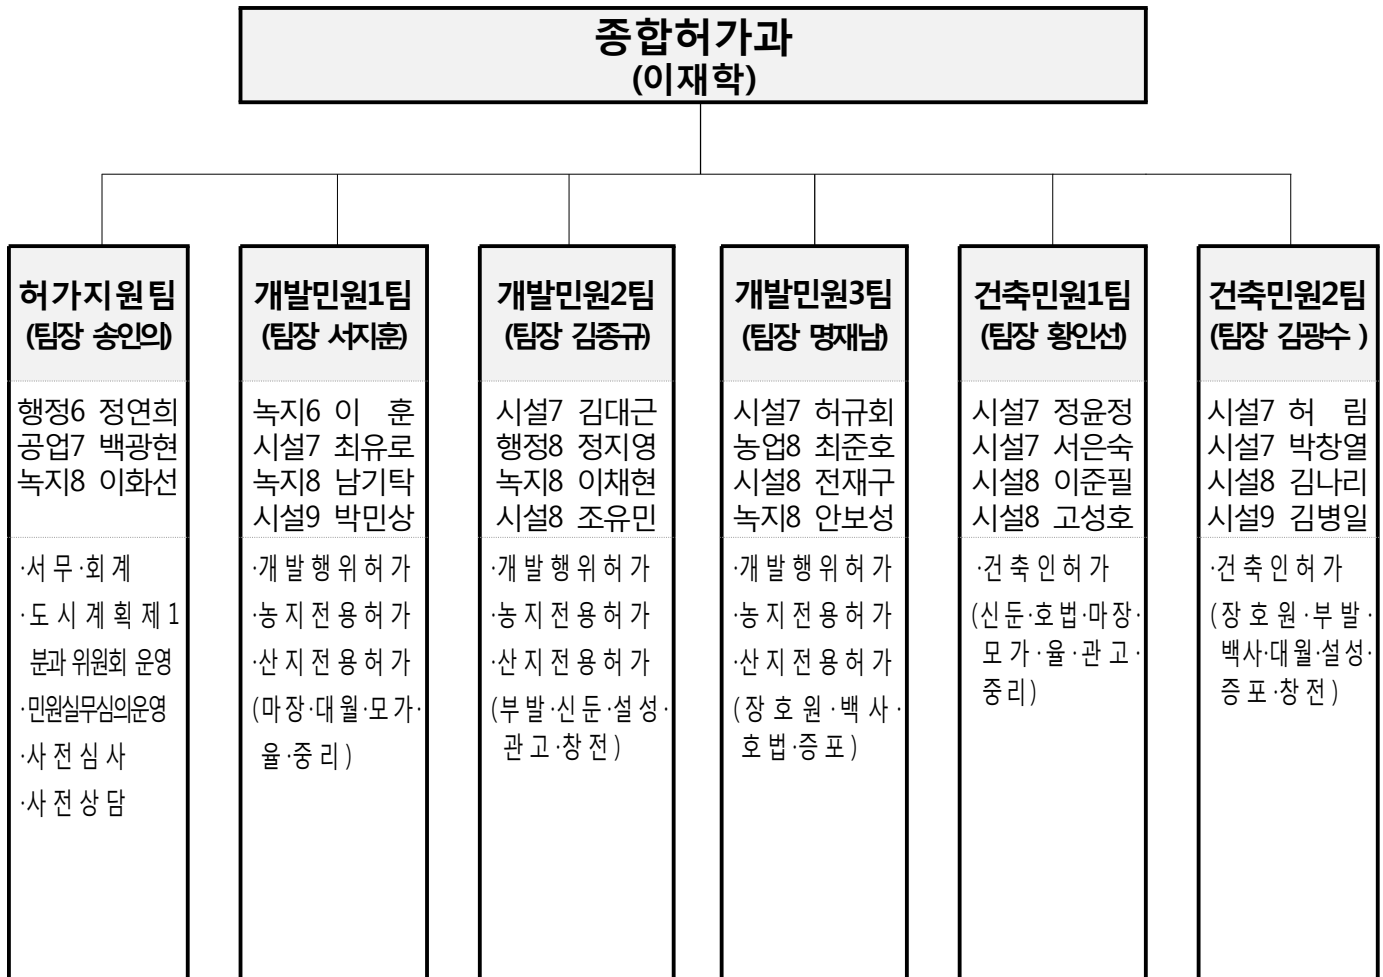 종합허가과
(이재학)
허가지원팀
(팀장 송인의)
행정6 정연희
공업7 백광현
녹지8 이화선
·서무·회계
·도시계획제1
분과 위원회 운영
·민원실무심의운영
·사전심사
·사전상담
개발민원1팀
(팀장 서지훈)
녹지6 이 훈
시설7 최유로
녹지8 남기탁
시설9 박민상
·개발행위허가
·농지전용허가
·산지전용허가
(마장·대월·모가·
율·중리)
개발민원2팀
(팀장 김종규)
시설7 김대근
행정8 정지영
녹지8 이채현
시설8 조유민
·개발행위허가
·농지전용허가
·산지전용허가
(부발·신둔·설성·
관고·창전)
개발민원3팀
(팀장 명재남)
시설7 허규회
농업8 최준호
시설8 전재구
녹지8 안보성
·개발행위허가
·농지전용허가
·산지전용허가
(장호원·백사·
호법·증포)
건축민원1팀
(팀장 황인선)
시설7 정윤정
시설7 서은숙
시설8 이준필
시설8 고성호
·건축인허가
(신둔·호법·마장·
모가·율·관고·
중리)
건축민원2팀
(팀장 김광수 )
시설7 허 림
시설7 박창열
시설8 김나리
시설9 김병일
·건축인허가
(장호원·부발·
백사·대월·설성·
증포·창전)